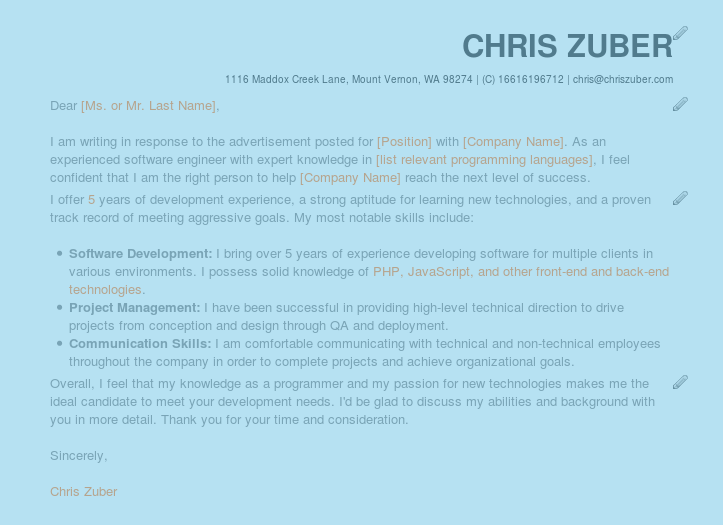 CHRIS ZUBER
1116 Maddox Creek Lane, Mount Vernon, WA 98274 | (C) 16616196712 | chris@chriszuber.com
Dear [Ms. or Mr. Last Name],
I am writing in response to the advertisement posted for [Position] with [Company Name]. As an
experienced software engineer with expert knowledge in [list relevant programming languages], I feel
confident that I am the right person to help [Company Name] reach the next level of success.
I offer 5 years of development experience, a strong aptitude for learning new technologies, and a proven
track record of meeting aggressive goals. My most notable skills include:
• Software Development: I bring over 5 years of experience developing software for multiple clients in
various environments. I possess solid knowledge of PHP, JavaScript, and other front-end and back-end
technologies.
• Project Management: I have been successful in providing high-level technical direction to drive
projects from conception and design through QA and deployment.
• Communication Skills: I am comfortable communicating with technical and non-technical employees
throughout the company in order to complete projects and achieve organizational goals.
Overall, I feel that my knowledge as a programmer and my passion for new technologies makes me the
ideal candidate to meet your development needs. I'd be glad to discuss my abilities and background with
you in more detail. Thank you for your time and consideration.
Sincerely,
Chris Zuber